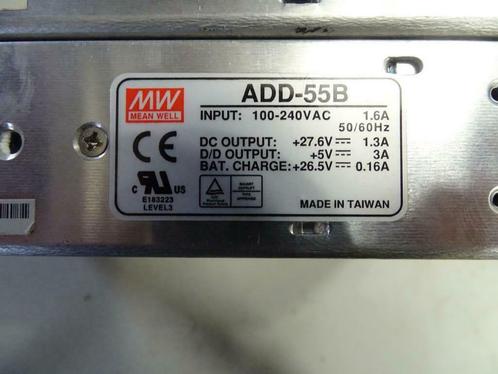 MW
MEAN WELL
ADD-55B
INPUT: 100-240VAC 1.6A
50/60Hz
DC OUTPUT: +27.6V 1.3A
D/D OUTPUT: +5V 3A
BAT. CHARGE: +26.5V 0.16A
CE
C US
E183223
LEVEL3
MADE IN TAIWAN